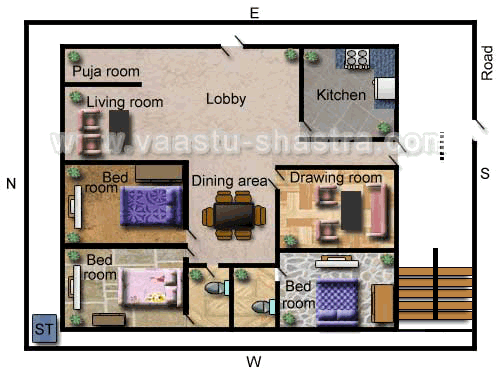 E
Road
Puja room
Living room
Lobby
Kitchen
www.vaastu-shastra.com
N
S
Bed
room
Dining area
Drawing room
Bed
room
Bed
room
ST
W